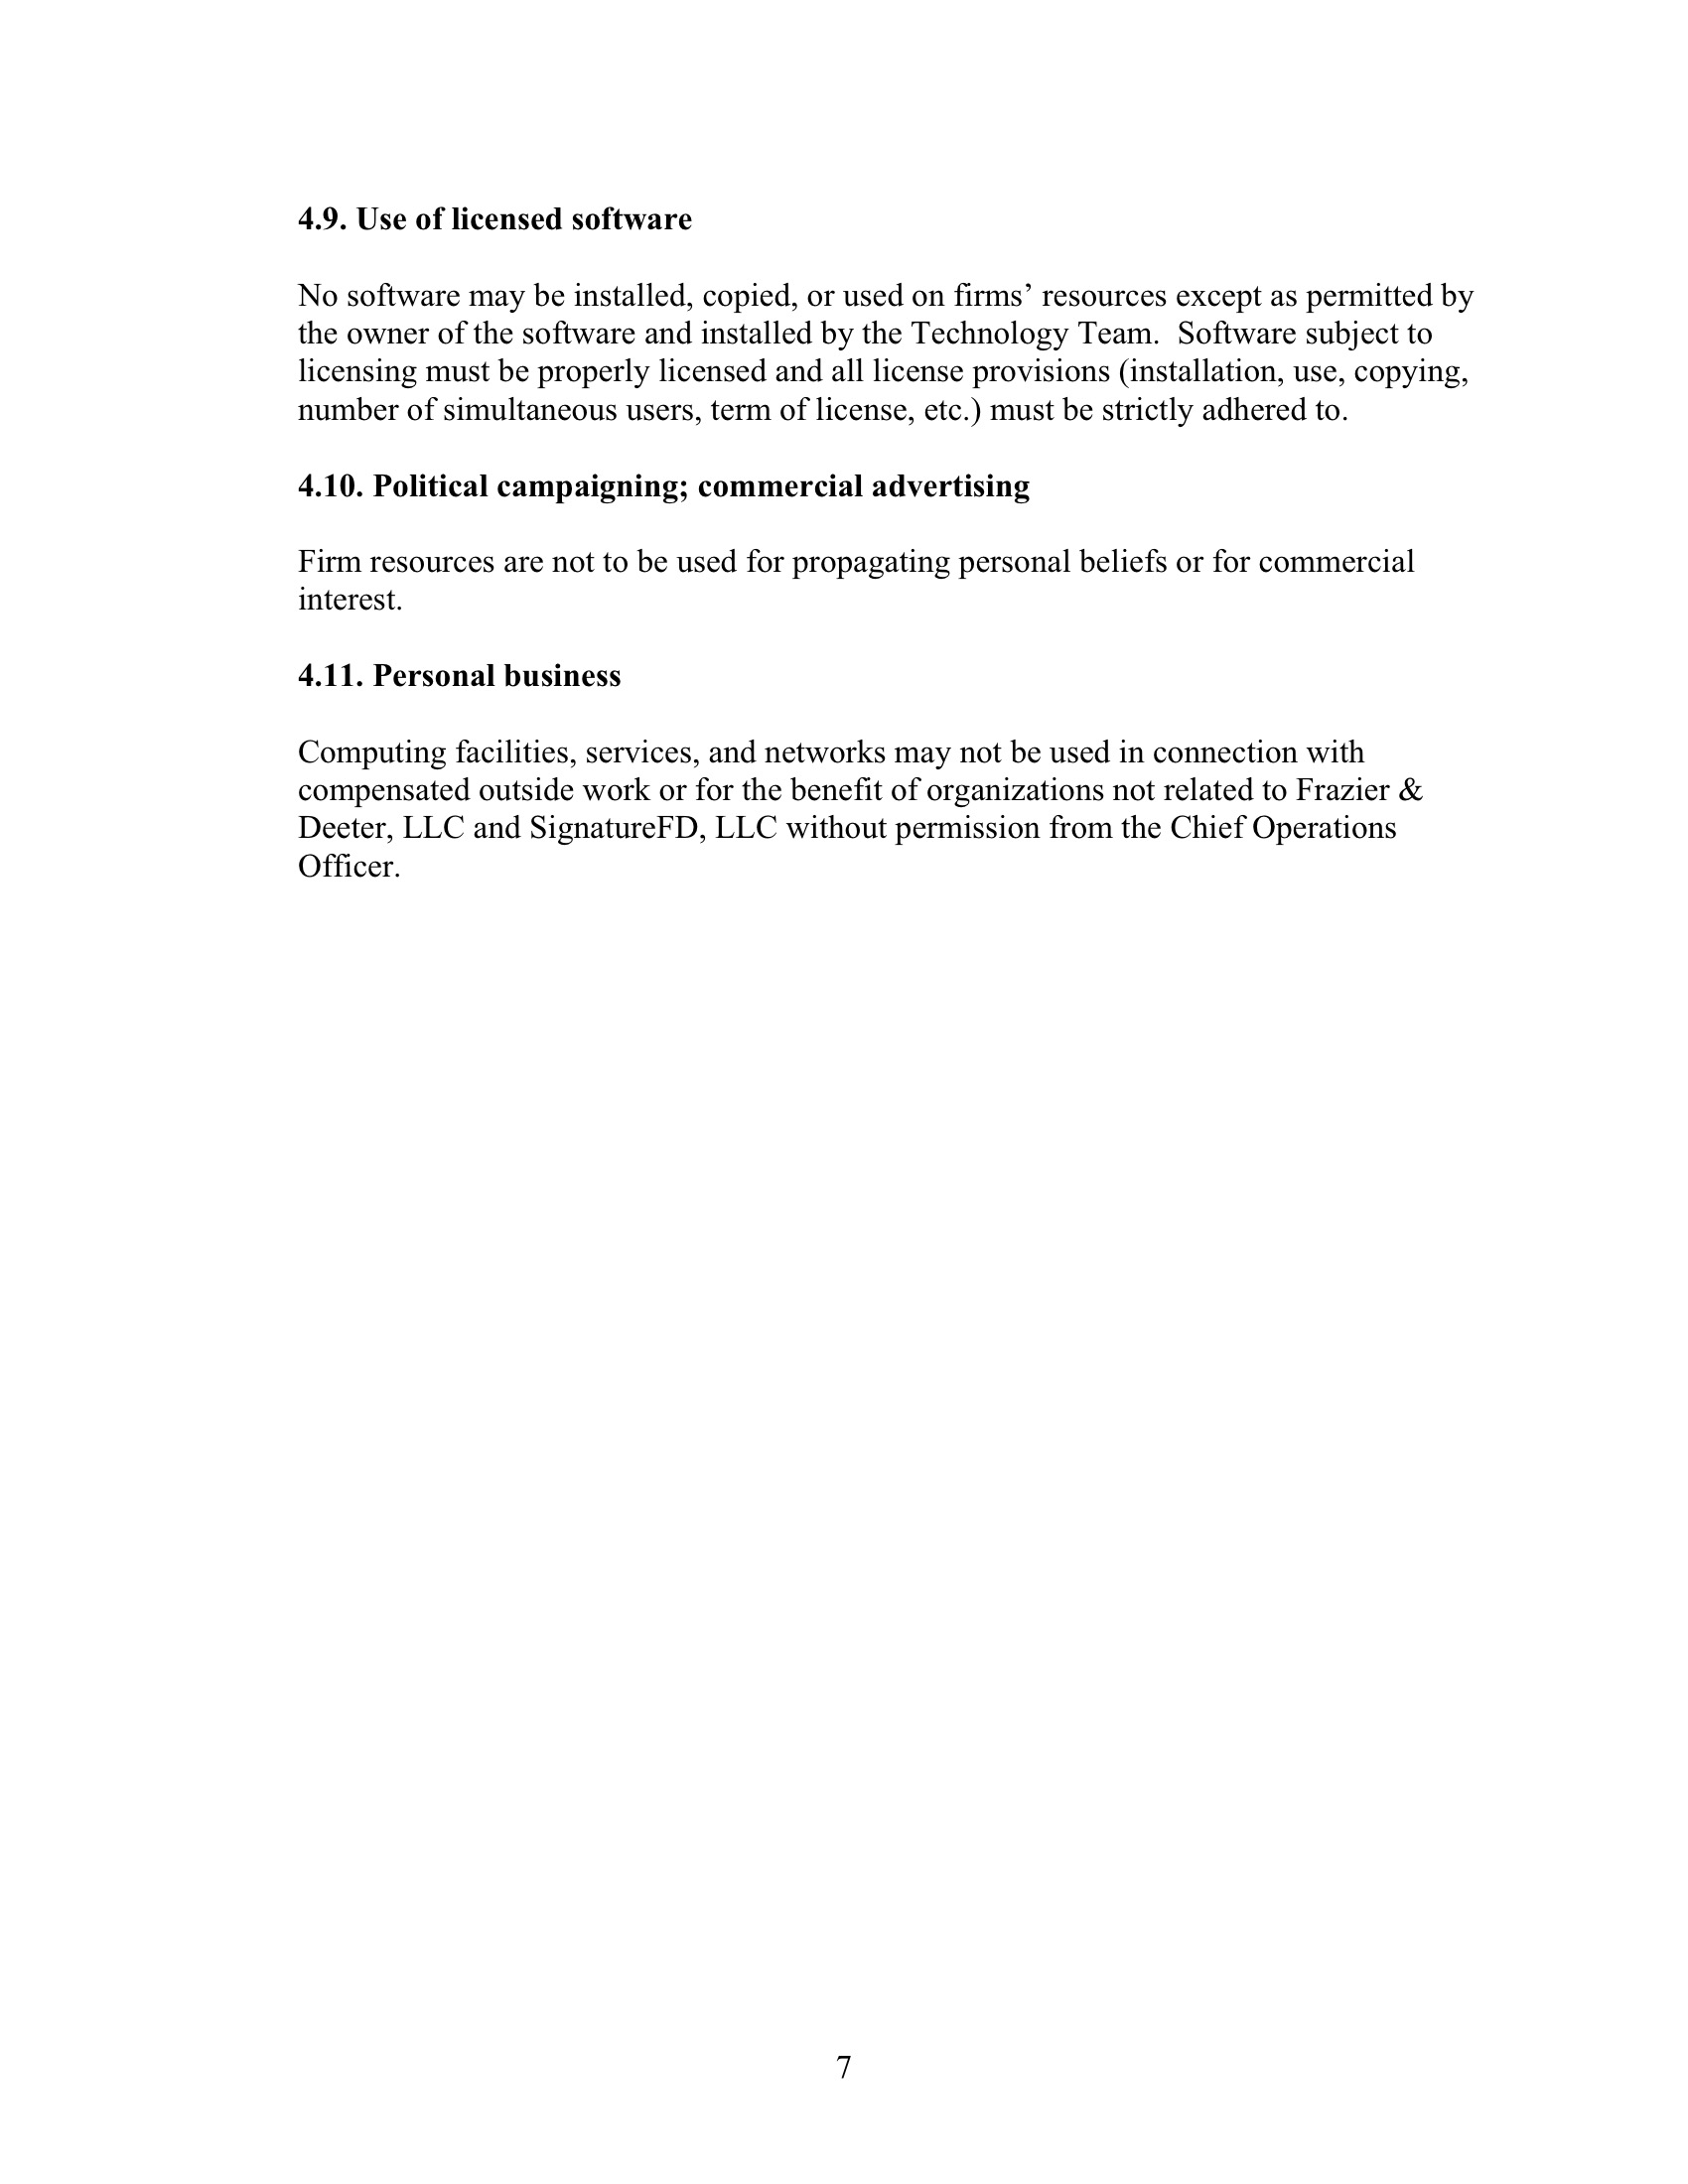 4.9. Use of licensed software
No software may be installed, copied, or used on firms’ resources except as permitted by
the owner of the software and installed by the Technology Team.  Software subject to
licensing must be properly licensed and all license provisions (installation, use, copying,
number of simultaneous users, term of license, etc.) must be strictly adhered to.
4.10. Political campaigning; commercial advertising
Firm resources are not to be used for propagating personal beliefs or for commercial
interest.
4.11. Personal business
Computing facilities, services, and networks may not be used in connection with
compensated outside work or for the benefit of organizations not related to Frazier &
Deeter, LLC and SignatureFD, LLC without permission from the Chief Operations
Officer.
7